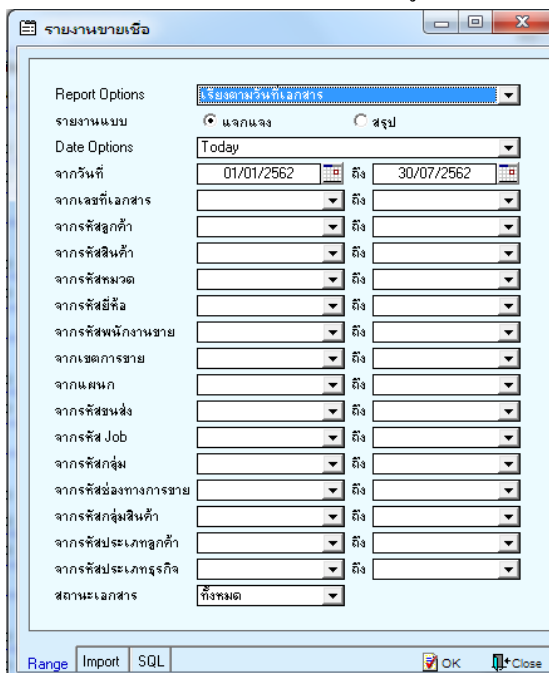 รายงานขายเชื่อ
Report Options เรียงตามวันที่เอกสาร
รายงานแบบ แจกแจง สรุป
Date Options Today
จากวันที่ 01/01/2562 ถึง 30/07/2562
จากเลขที่เอกสาร ถึง
จากรหัสลูกค้า ถึง
จากรหัสสินค้า ถึง
จากรหัสหมวด ถึง
จากรหัสยี่ห้อ ถึง
จากรหัสพนักงานขาย ถึง
จากเขตการขาย ถึง
จากแผนก ถึง
จากรหัสขนส่ง ถึง
จากรหัส Job ถึง
จากรหัสกลุ่ม ถึง
จากรหัสช่องทางการขาย ถึง
จากรหัสกลุ่มสินค้า ถึง
จากรหัสประเภทลูกค้า ถึง
จากรหัสประเภทธุรกิจ ถึง
สถานะเอกสาร ทั้งหมด
Range Import SQL OK Close